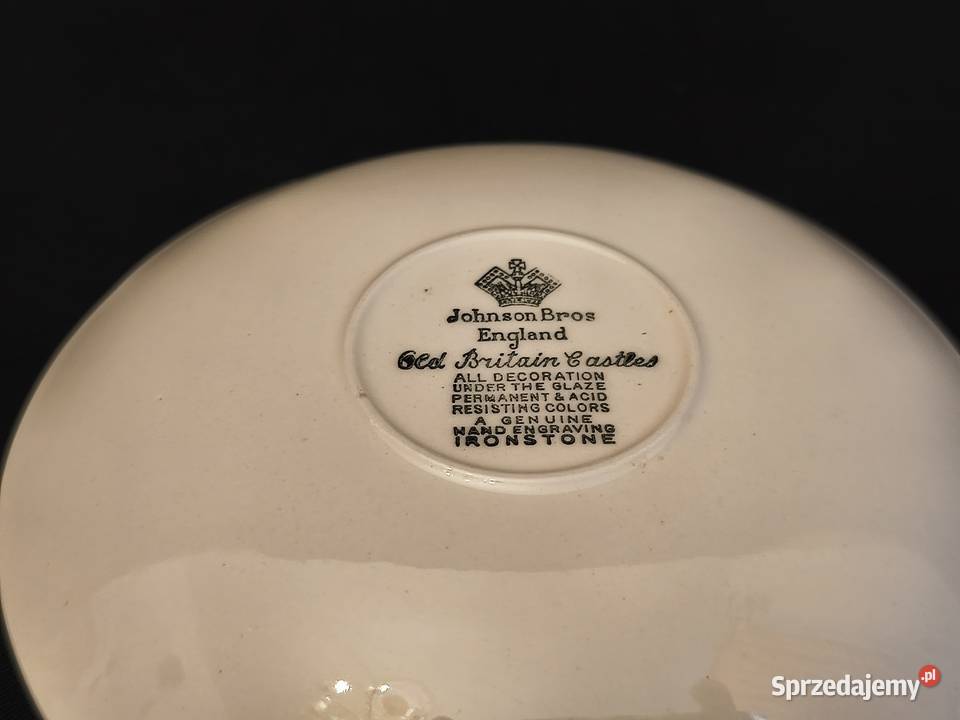 Johnson Bros
England
Old Britain Castles
ALL DECORATION
UNDER THE GLAZE
PERMANENT & ACID
RESISTING COLORS
A GENUINE
HAND ENGRAVING
IRONSTONE
Sprzedajemy.pl